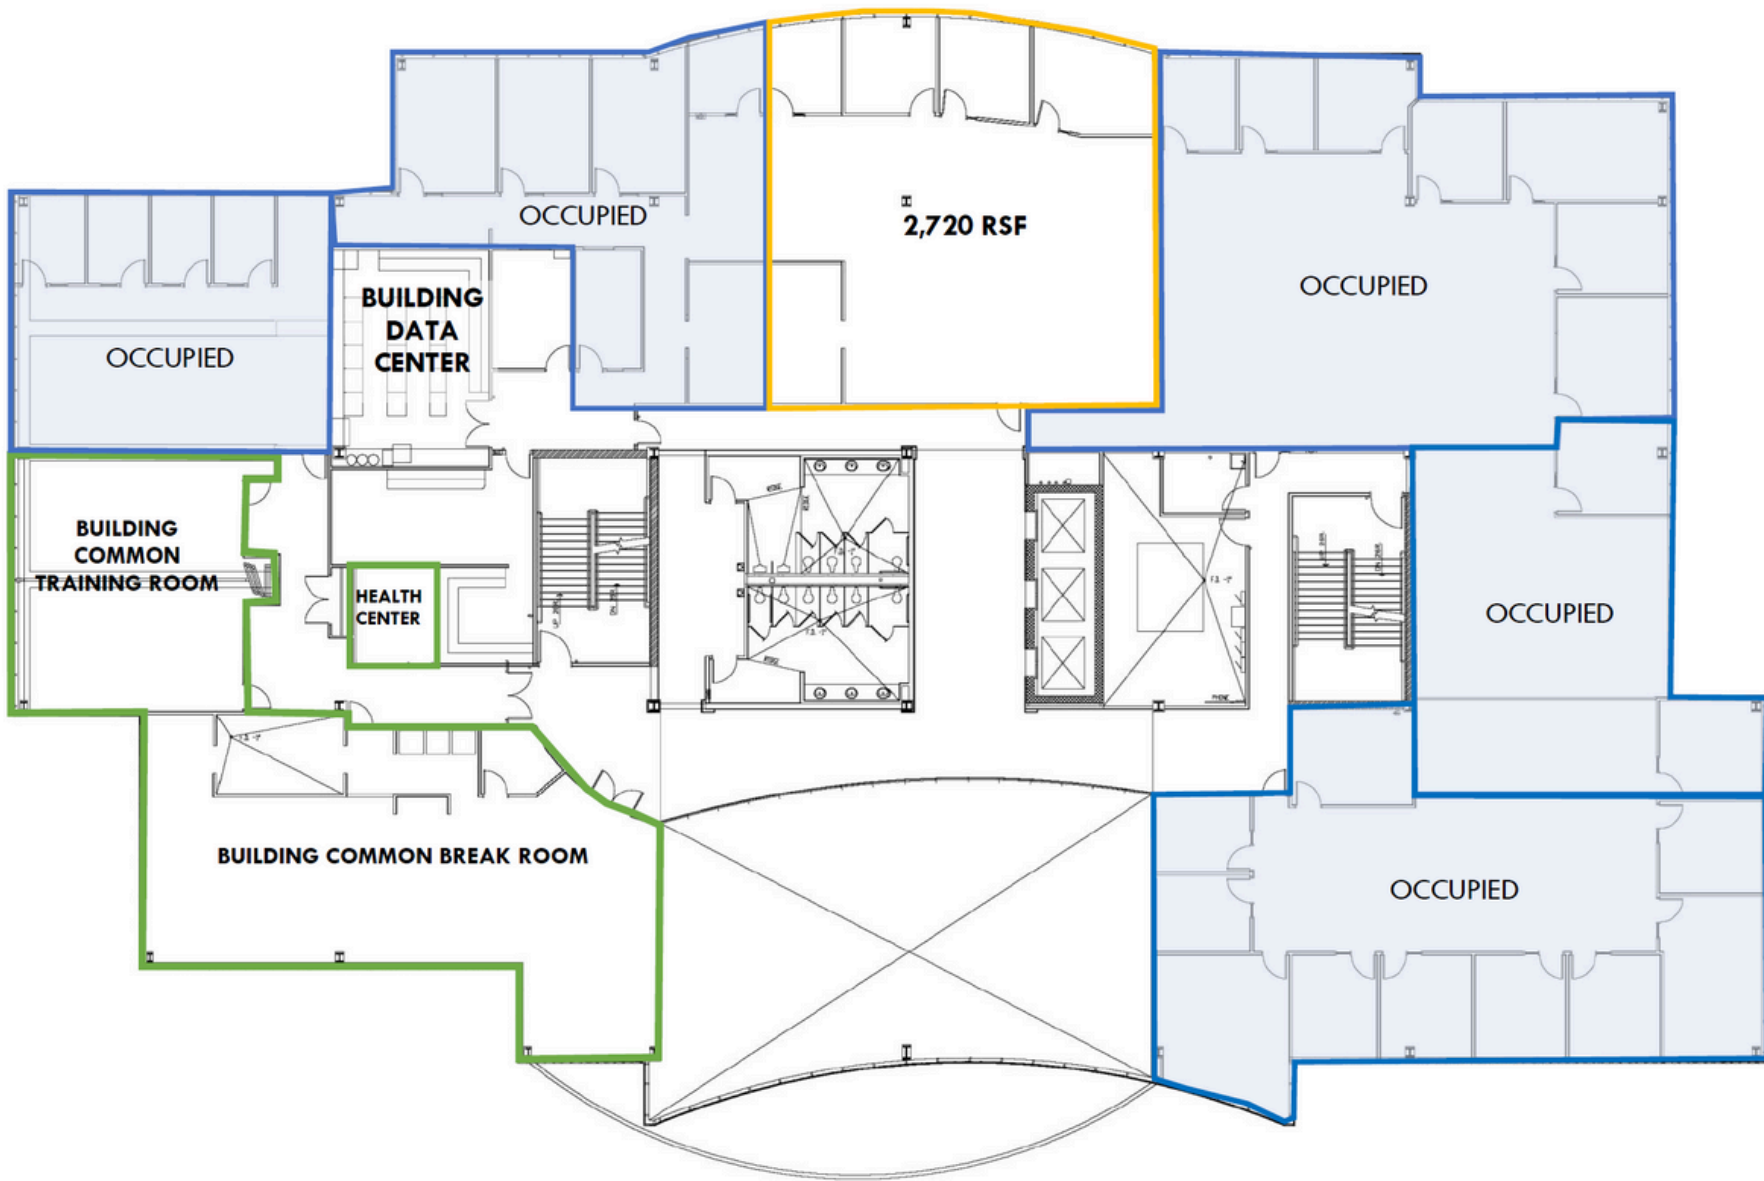 OCCUPIED
2,720 RSF
OCCUPIED
BUILDING
DATA
CENTER
OCCUPIED
BUILDING
COMMON
TRAINING ROOM
HEALTH
CENTER
OCCUPIED
BUILDING COMMON BREAK ROOM
OCCUPIED